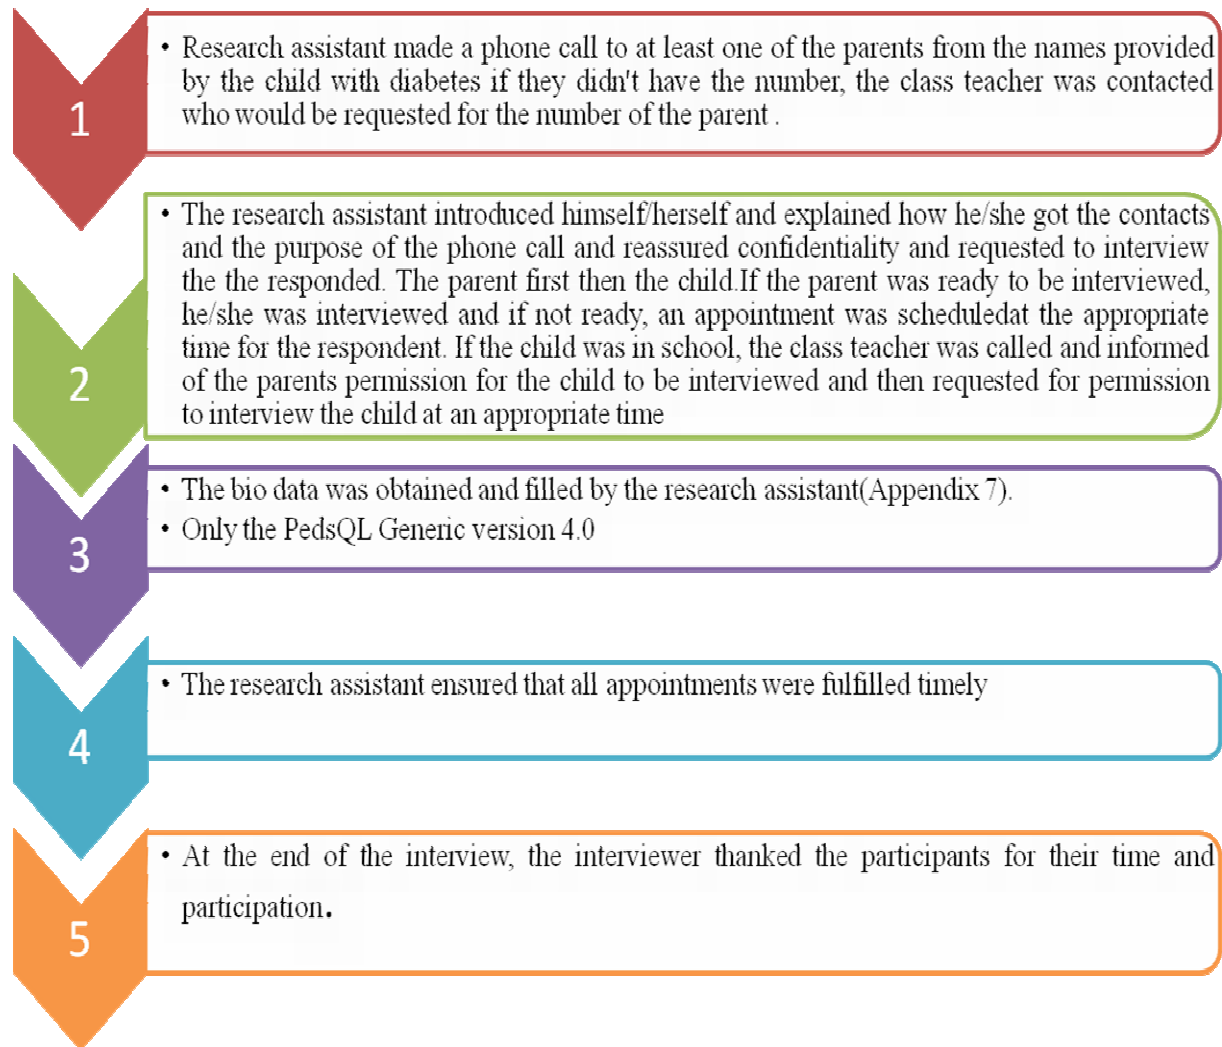 1
• Research assistant made a phone call to at least one of the parents from the names provided
by the child with diabetes if they didn't have the number, the class teacher was contacted
who would be requested for the number of the parent .
2
• The research assistant introduced himself/herself and explained how he/she got the contacts
and the purpose of the phone call and reassured confidentiality and requested to interview
the the responded. The parent first then the child.If the parent was ready to be interviewed,
he/she was interviewed and if not ready, an appointment was scheduledat the appropriate
time for the respondent. If the child was in school, the class teacher was called and informed
of the parents permission for the child to be interviewed and then requested for permission
to interview the child at an appropriate time
3
• The bio data was obtained and filled by the research assistant(Appendix 7).
• Only the PedsQL Generic version 4.0
4
• The research assistant ensured that all appointments were fulfilled timely
5
• At the end of the interview, the interviewer thanked the participants for their time and
participation.